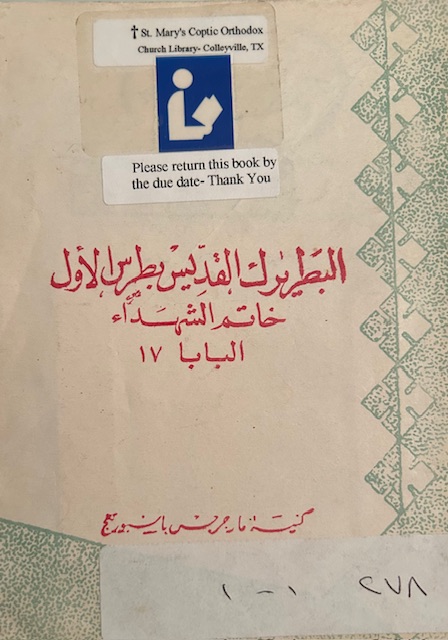 † St. Mary's Coptic Orthodox
Church Library- Colleyville, TX
Please return this book by
the due date- Thank You
البطريرك القديس بطرس الأول
خاتم الشهداء
البابا ١٧
كنيسة مارجرجس باسبورتنج
١ - ١ ٢٧٨